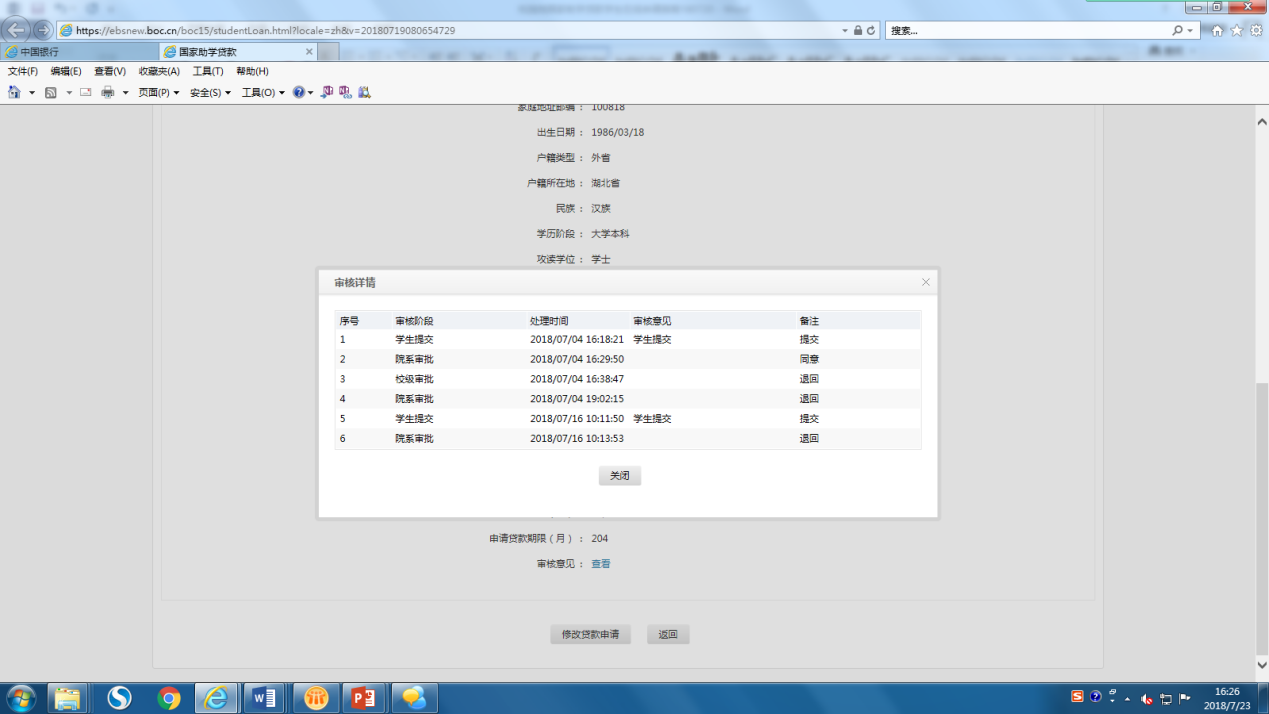 https://ebsnew.boc.cn/boc15/studentLoan.html?locale=zh&v=20180719080654729
搜索...
中国银行
国家助学贷款
文件(F) 编辑(E) 查看(V) 收藏夹(A) 工具(T) 帮助(H)
页面(P) 安全(S) 工具(O)
家庭地址邮编： 100818
出生日期： 1986/03/18
户籍类型： 外省
户籍所在地： 湖北省
民族： 汉族
学历阶段： 大学本科
攻读学位： 学士
审核详情
序号 审核阶段 处理时间 审核意见 备注
1 学生提交 2018/07/04 16:18:21 学生提交 提交
2 院系审批 2018/07/04 16:29:50 同意
3 校级审批 2018/07/04 16:38:47 退回
4 院系审批 2018/07/04 19:02:15 退回
5 学生提交 2018/07/16 10:11:50 学生提交 提交
6 院系审批 2018/07/16 10:13:53 退回
关闭
申请贷款期限（月）： 204
审核意见： 查看
修改贷款申请 返回
16:26
2018/7/23